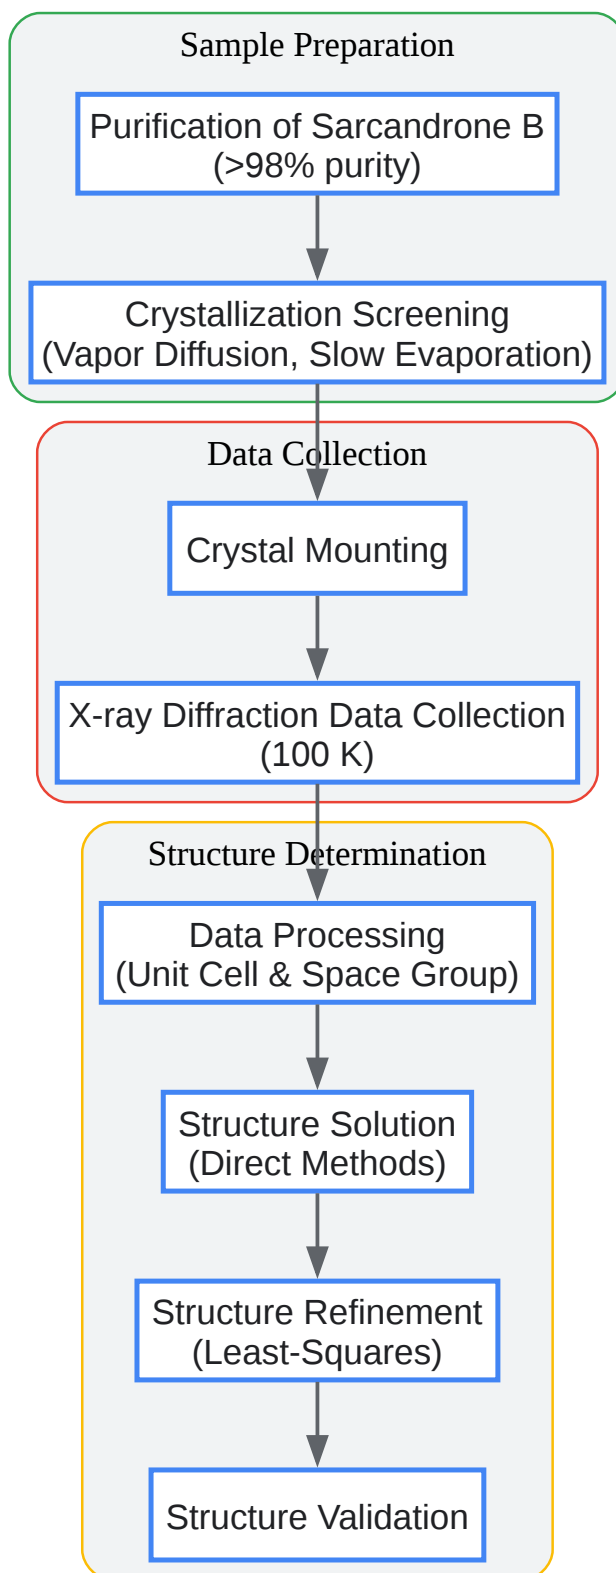 Sample Preparation
Purification of Sarcandrone B
(>98% purity)
Crystallization Screening
(Vapor Diffusion, Slow Evaporation)
Data Collection
Crystal Mounting
X-ray Diffraction Data Collection
(100 K)
Structure Determination
Data Processing
(Unit Cell & Space Group)
Structure Solution
(Direct Methods)
Structure Refinement
(Least-Squares)
Structure Validation